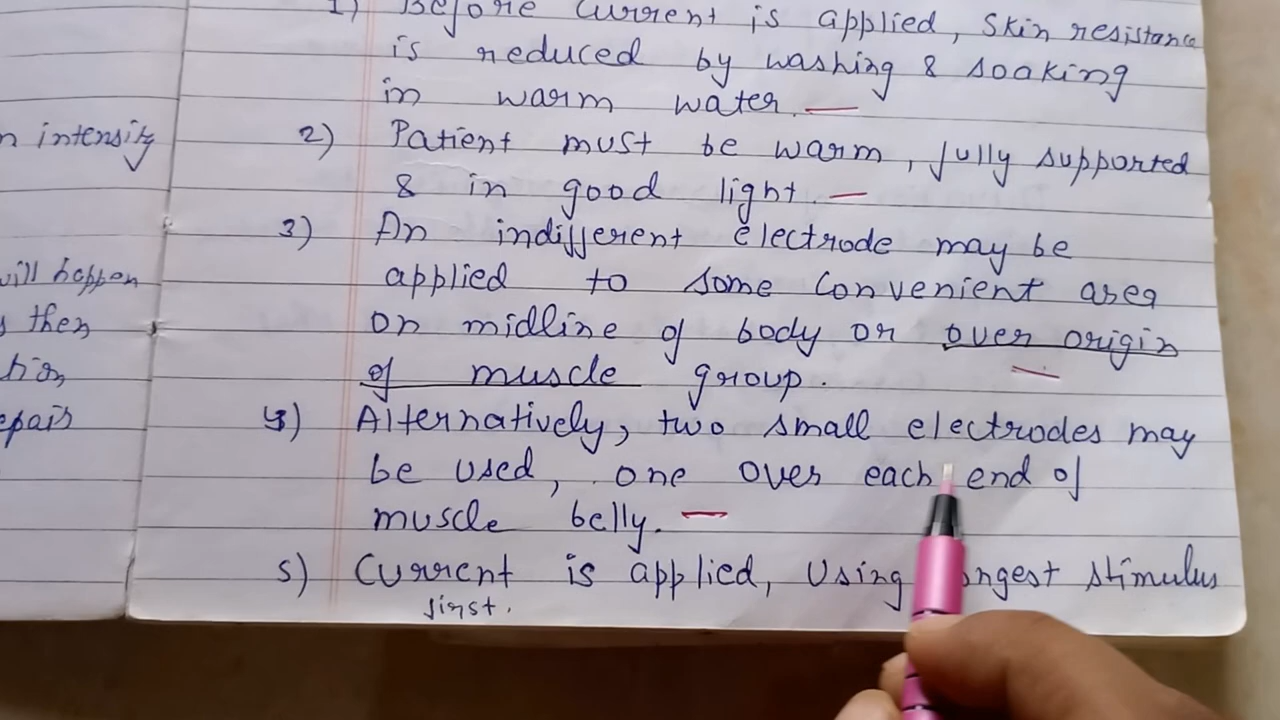 n intensity
will happen
then
epair
1) Before Current is applied, Skin resistance
is reduced by washing & soaking
in warm water.
2) Patient must be warm, fully supported
& in good light.
3) An indifferent electrode may be
applied to some convenient area
on midline of body or over origin
of muscle group.
4) Alternatively, two small electrodes may
be used, one over each end of
muscle belly.
5) Current is applied, Using ngest stimulus
first.